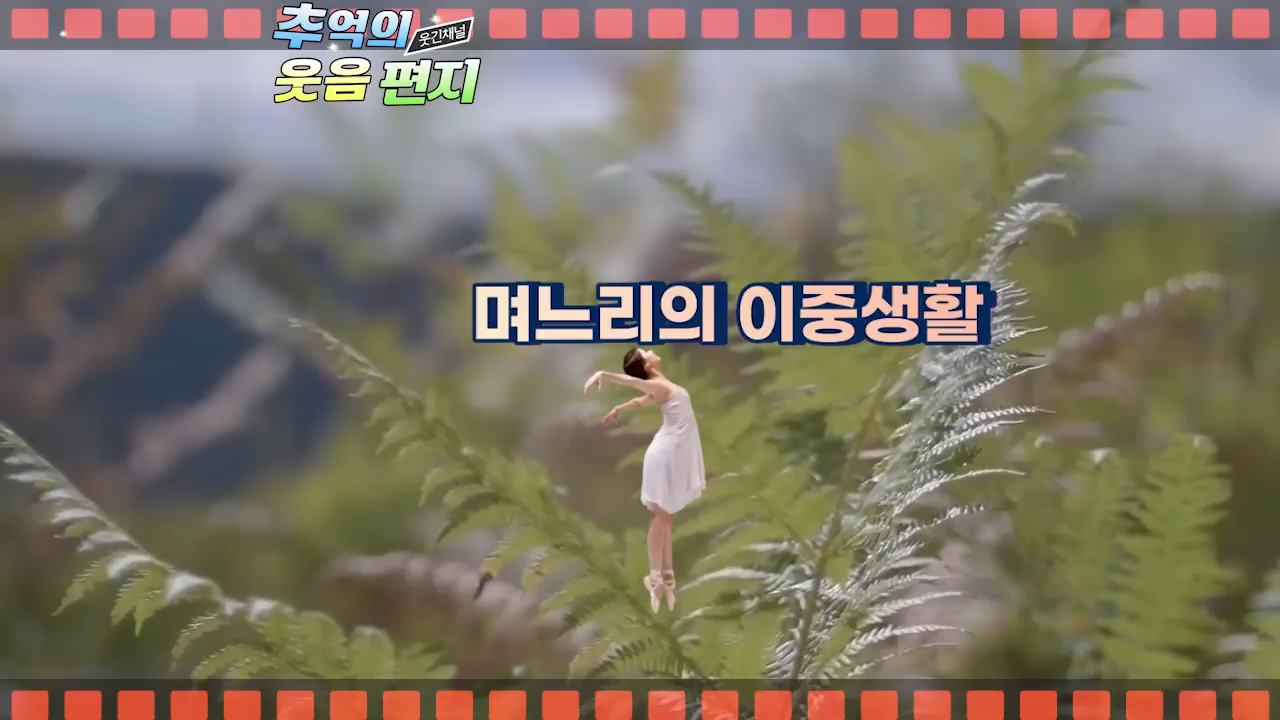 추억의
웃긴채널
웃음 편지
며느리의 이중생활